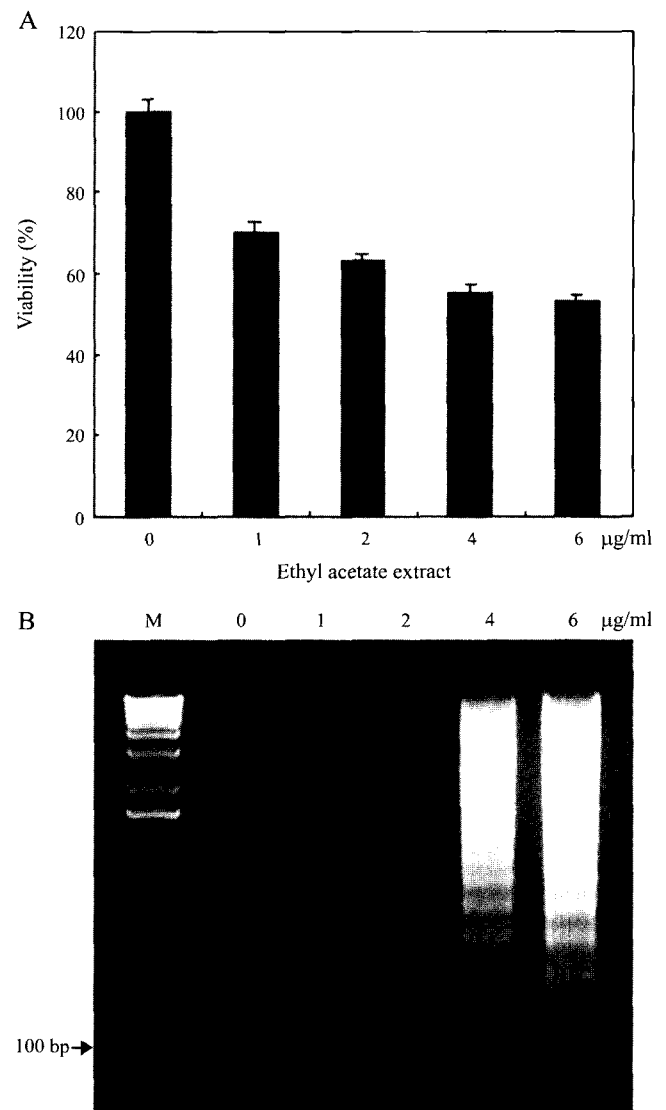 A
120
100
80
60
40
20
0
Viability (%)
0 1 2 4 6 μg/ml
Ethyl acetate extract
B
M 0 1 2 4 6 μg/ml
100 bp